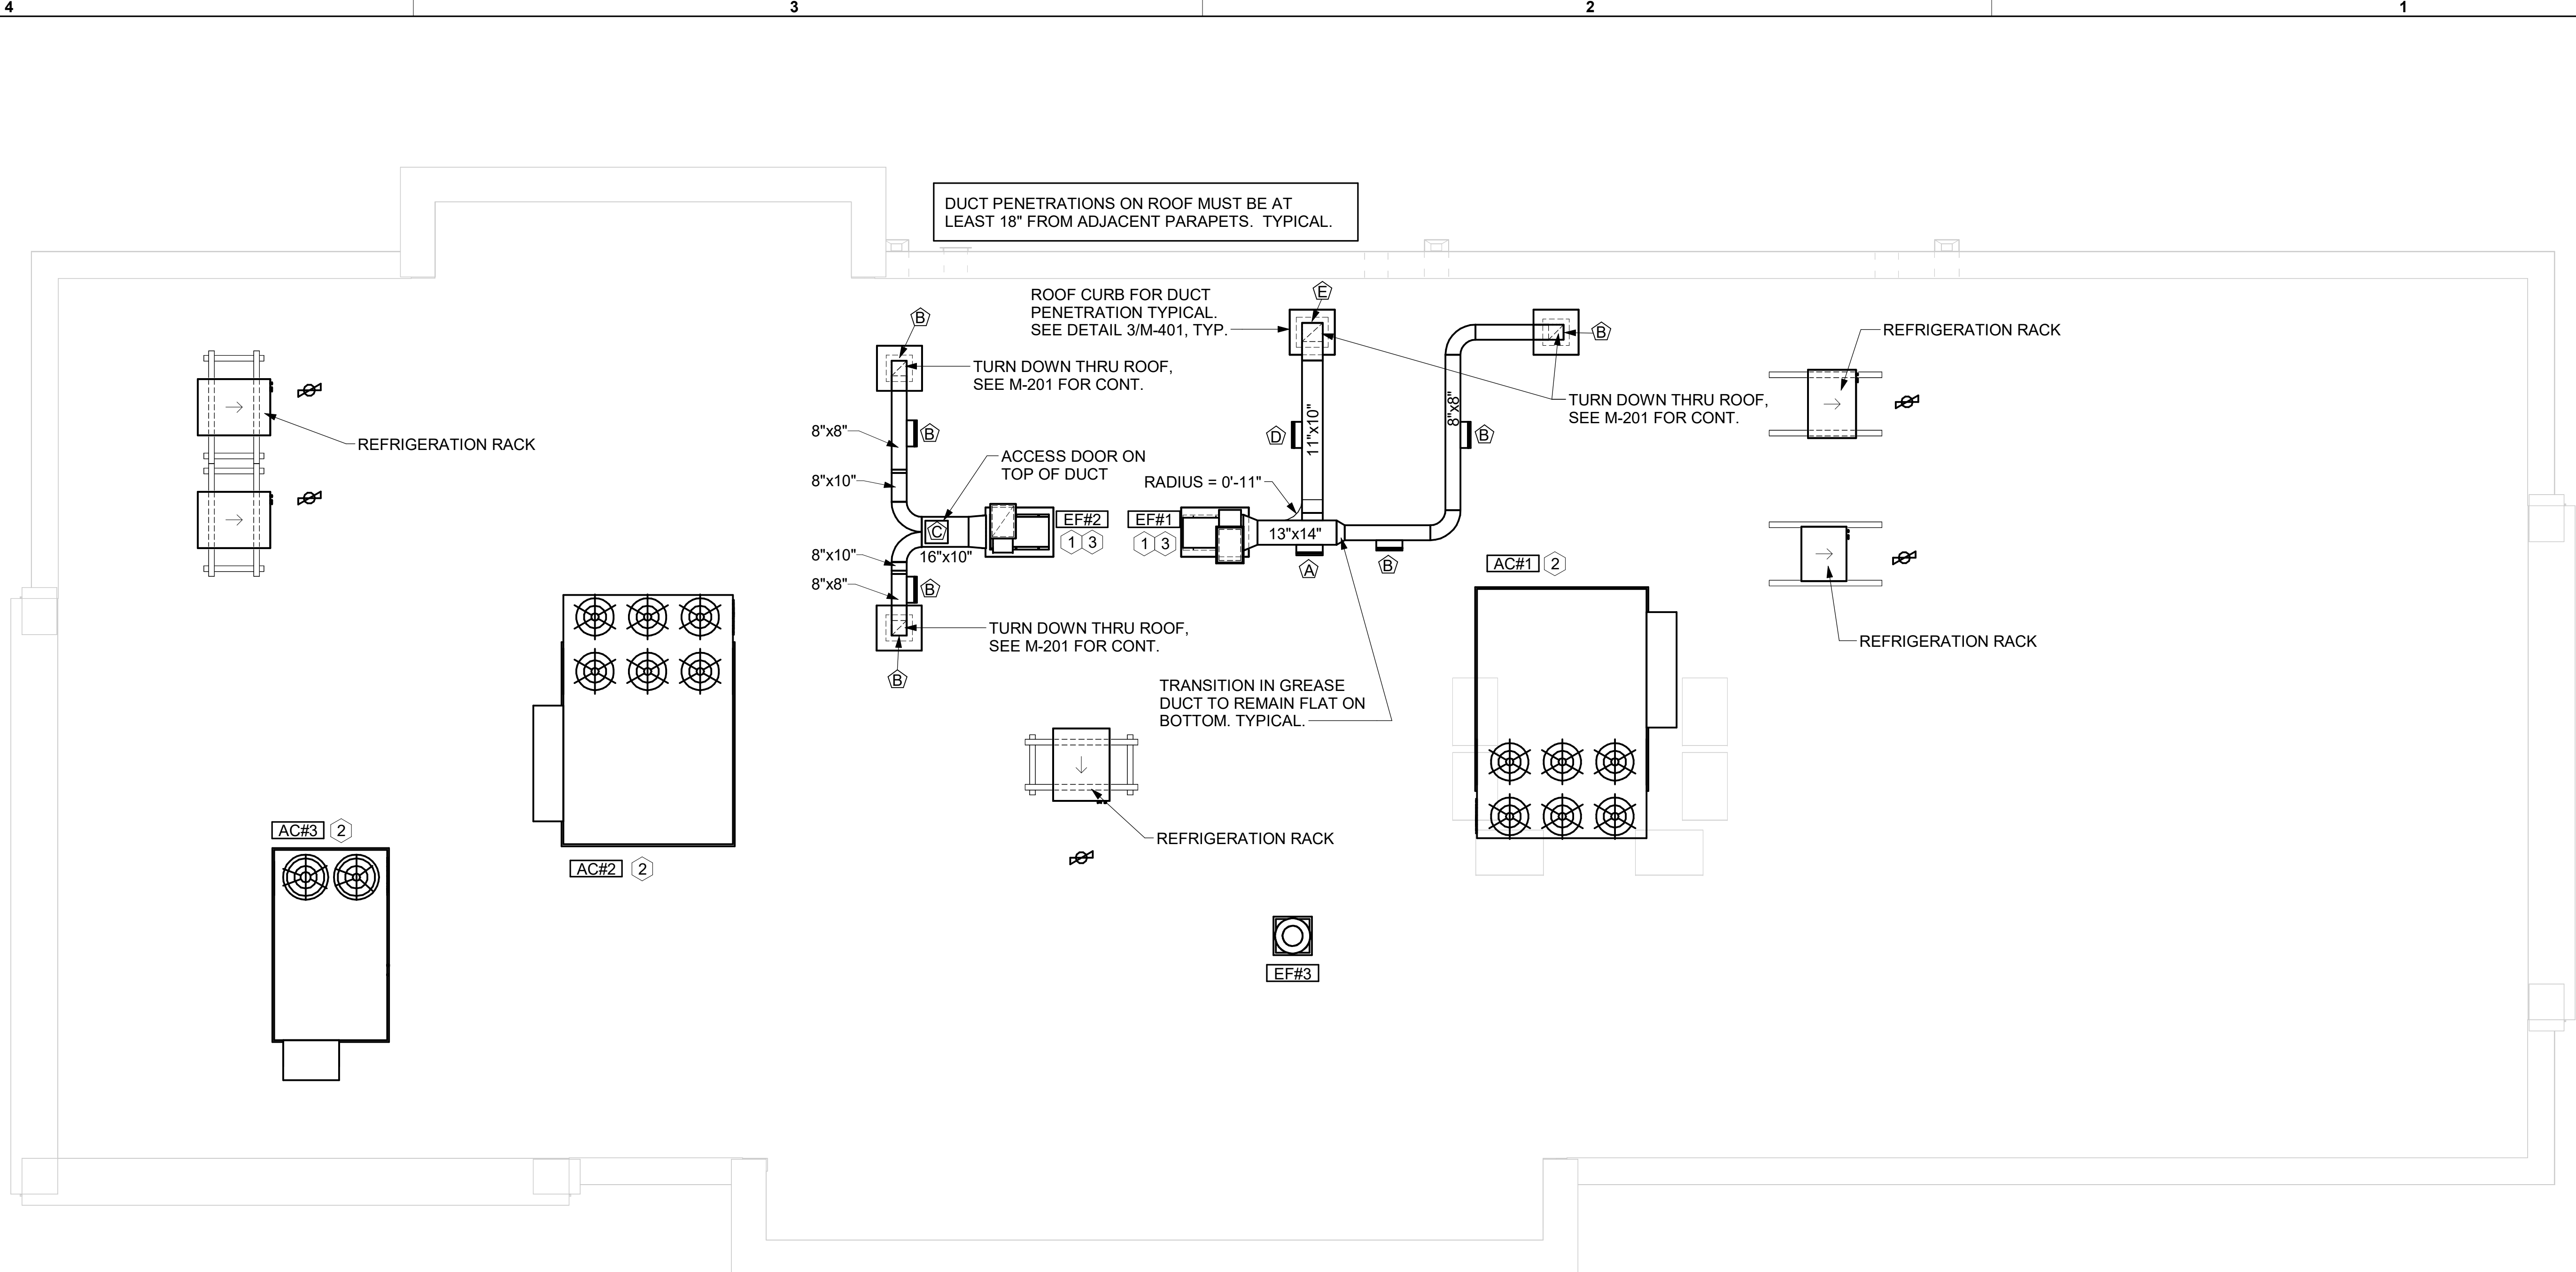 4 3 2 1
DUCT PENETRATIONS ON ROOF MUST BE AT
LEAST 18" FROM ADJACENT PARAPETS. TYPICAL.
ROOF CURB FOR DUCT
PENETRATION TYPICAL.
SEE DETAIL 3/M-401, TYP.
E
B
B
REFRIGERATION RACK
TURN DOWN THRU ROOF,
SEE M-201 FOR CONT.
TURN DOWN THRU ROOF,
SEE M-201 FOR CONT.
8"x8"
B
D
11"x10"
8"x8"
B
REFRIGERATION RACK
ACCESS DOOR ON
TOP OF DUCT
8"x10"
RADIUS = 0'-11"
EF#2
1 3
EF#1
1 3
C
16"x10"
13"x14"
8"x10"
8"x8"
B
A
B
AC#1 2
TURN DOWN THRU ROOF,
SEE M-201 FOR CONT.
B
REFRIGERATION RACK
TRANSITION IN GREASE
DUCT TO REMAIN FLAT ON
BOTTOM. TYPICAL.
AC#3 2
REFRIGERATION RACK
AC#2 2
EF#3